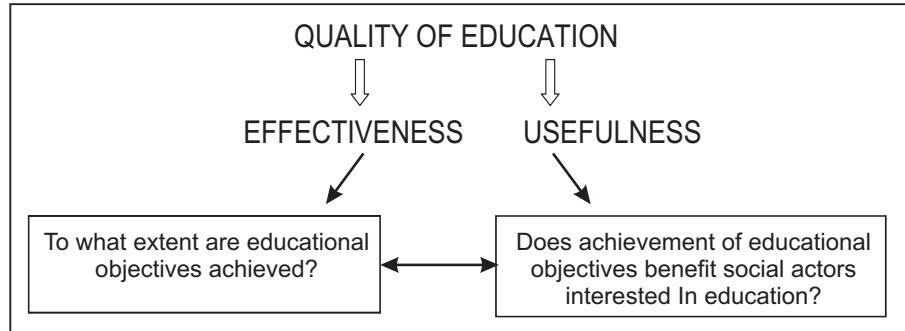 QUALITY OF EDUCATION
EFFECTIVENESS USEFULNESS
To what extent are educational
objectives achieved?
Does achievement of educational
objectives benefit social actors
interested In education?